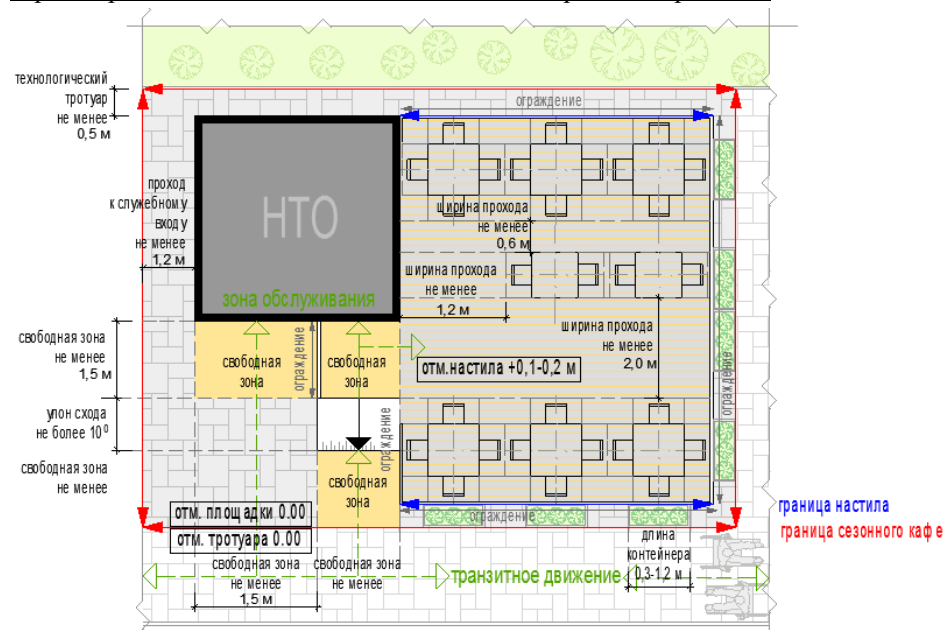 ограждение
технологический
тротуар
не менее
0,5 м
проход
к служебному
входу
не менее
1,2 м
НТО
зона обслуживания
ширина прохода
не менее
0,6 м
ширина прохода
не менее
1,2 м
ширина прохода
не менее
2,0 м
свободная зона
не менее
1,5 м
свободная
зона
ограждение
свободная
зона
отм.настила +0,1-0,2 м
ограждение
уклон схода
не более 10⁰
ограждение
свободная зона
не менее
свободная
зона
отм. площадки 0.00
отм. тротуара 0.00
ограждение
граница настила
граница сезонного кафе
свободная зона
не менее
1,5 м
свободная зона
не менее
транзитное движение
длина
контейнера
0,3-1,2 м